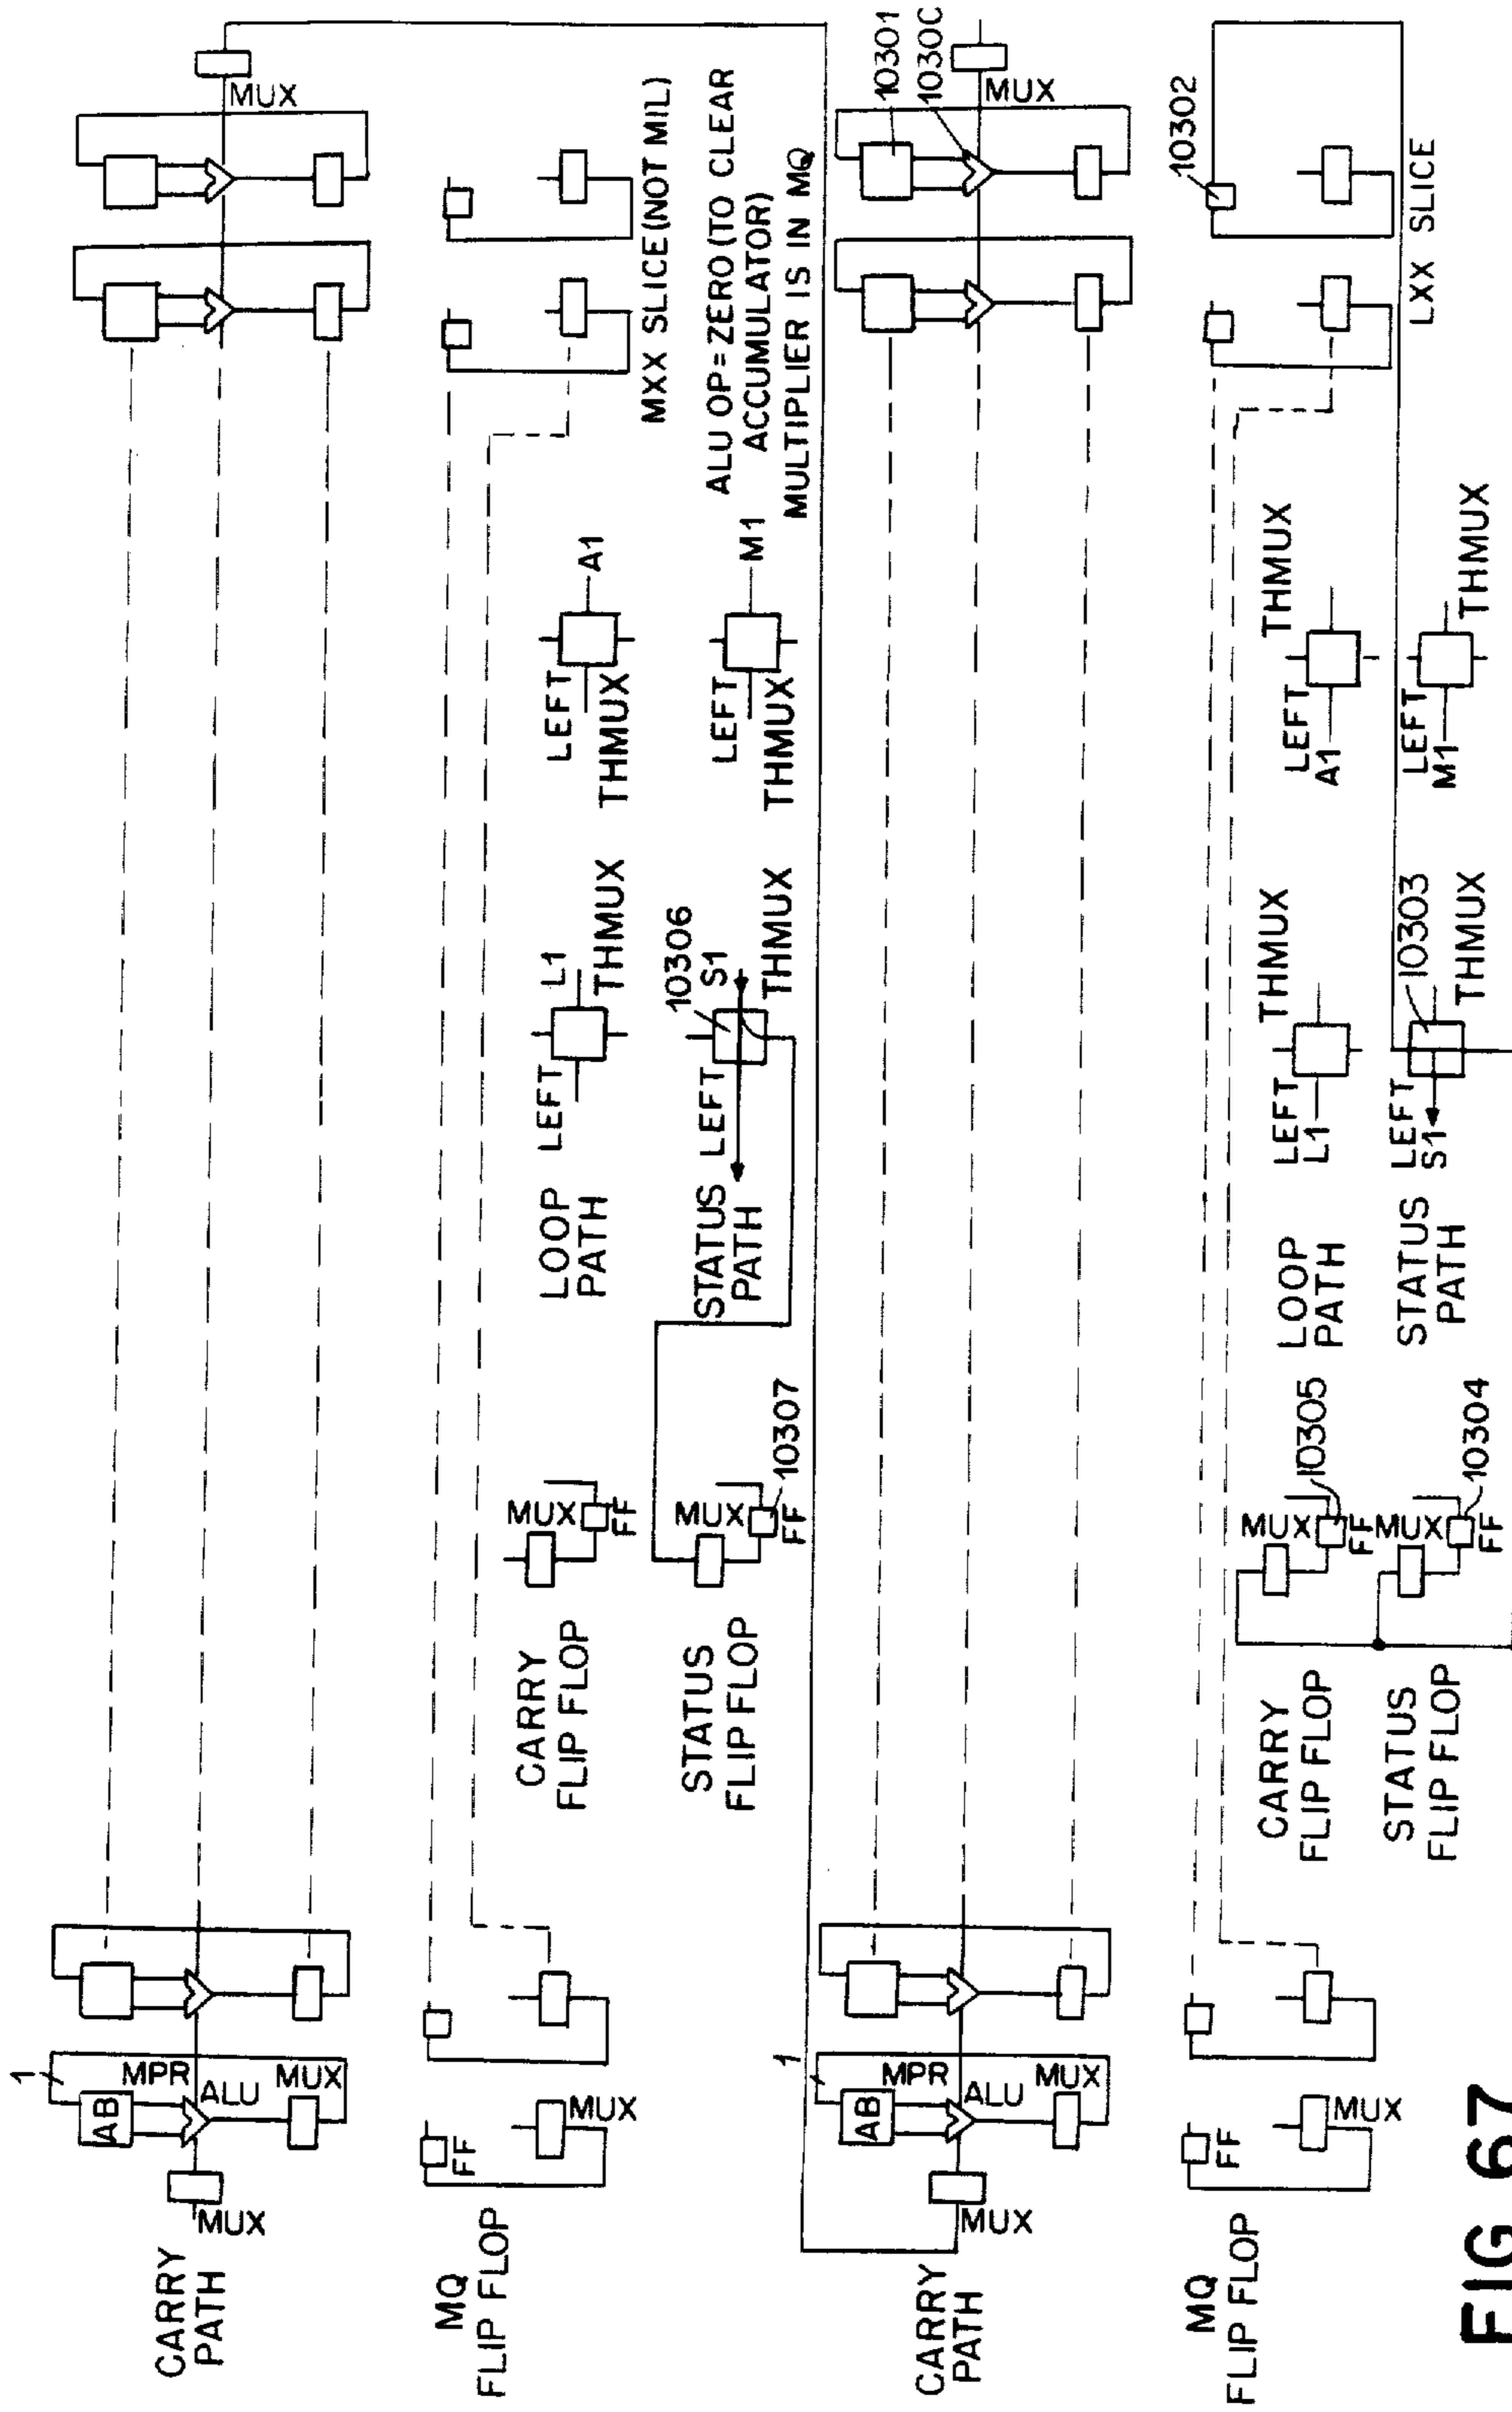 1
AB
MPR
ALU
MUX
MUX
MUX
CARRY
PATH
FF
MUX
MQ
FLIP FLOP
CARRY
FLIP FLOP
MUX
FF
LOOP
PATH
LEFT
L1
THMUX
LEFT
A1
THMUX
MXX SLICE (NOT MIL)
STATUS
FLIP FLOP
MUX
FF
10307
STATUS
PATH
LEFT
10306
S1
THMUX
LEFT
M1
THMUX
ALU OP = ZERO (TO CLEAR
ACCUMULATOR)
MULTIPLIER IS IN MQ
1
AB
MPR
ALU
MUX
MUX
MUX
10301
1030C
CARRY
PATH
FF
MUX
10302
MQ
FLIP FLOP
CARRY
FLIP FLOP
MUX
FF
10305
LOOP
PATH
LEFT
L1
THMUX
LEFT
A1
THMUX
LXX SLICE
STATUS
FLIP FLOP
MUX
FF
10304
STATUS
PATH
LEFT
S1
10303
THMUX
LEFT
M1
THMUX
FIG 67